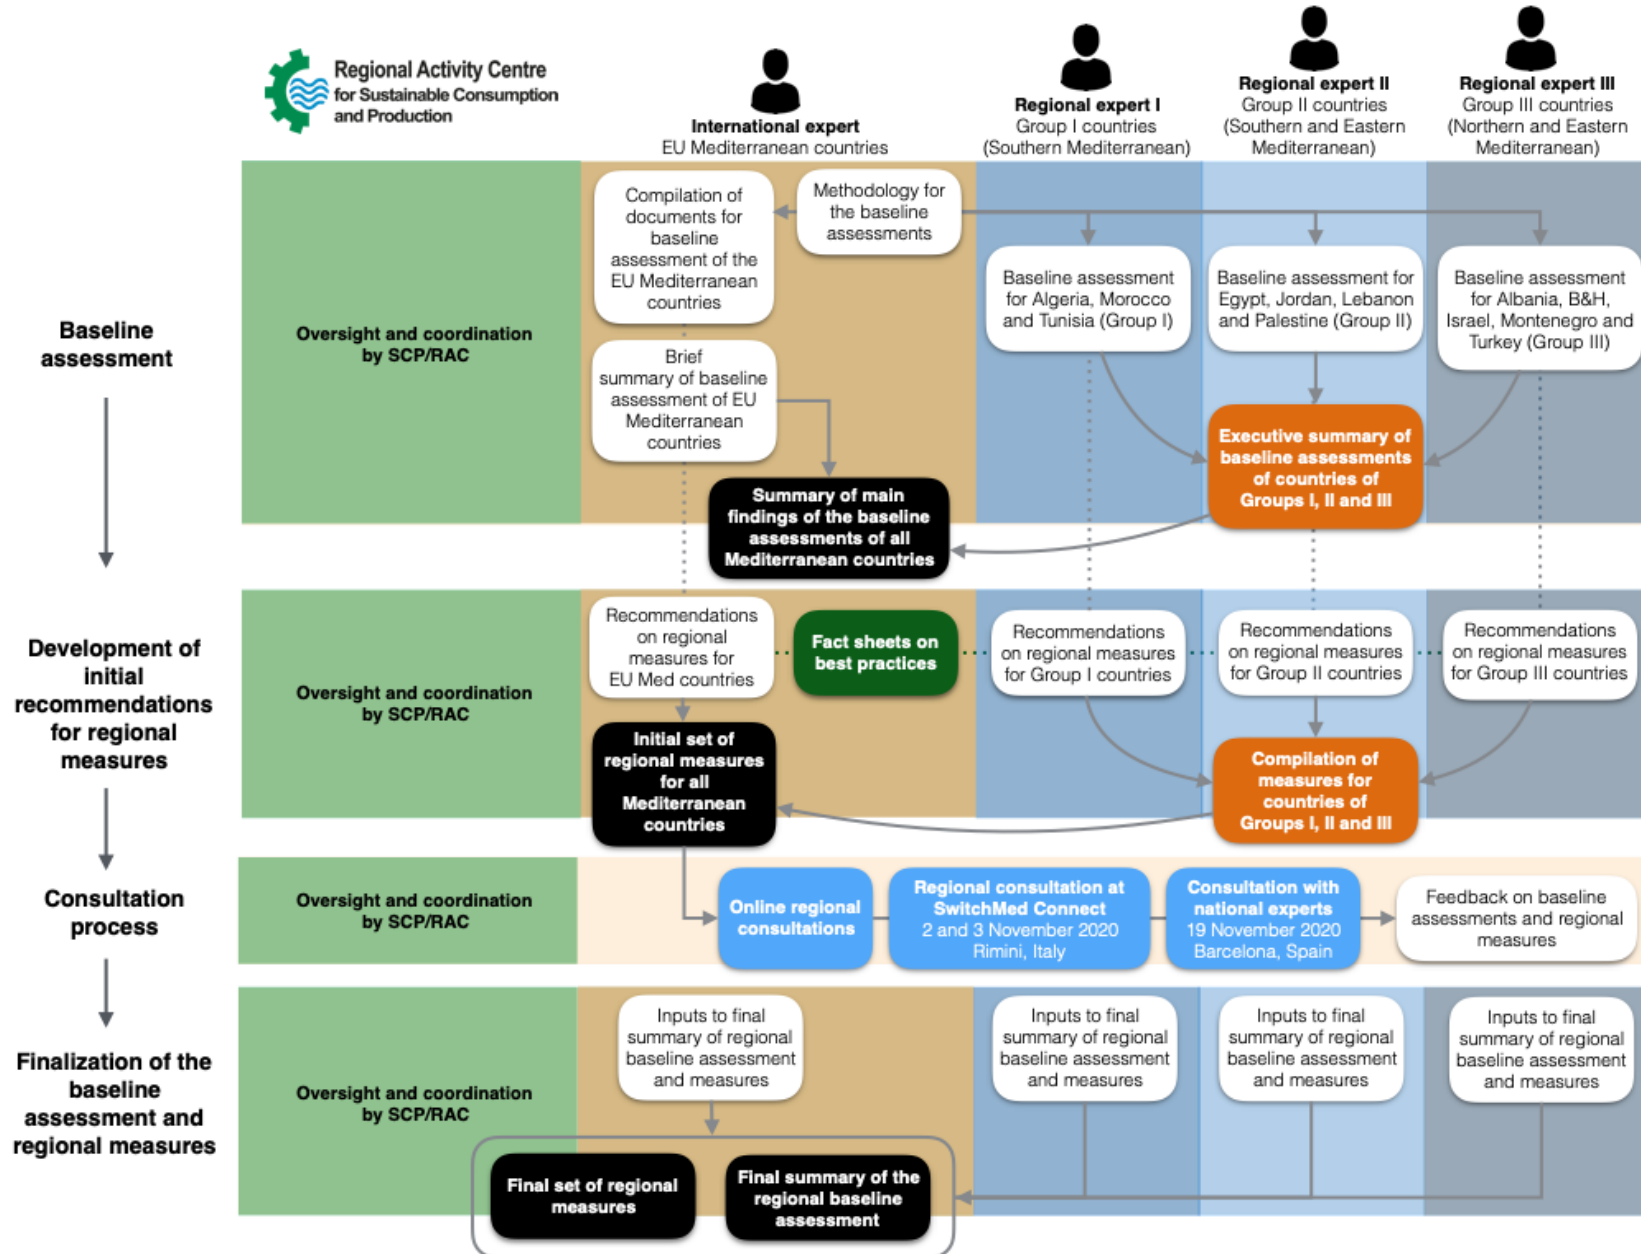 Regional Activity Centre
for Sustainable Consumption
and Production
International expert
EU Mediterranean countries
Regional expert I
Group I countries
(Southern Mediterranean)
Regional expert II
Group II countries
(Southern and Eastern
Mediterranean)
Regional expert III
Group III countries
(Northern and Eastern
Mediterranean)
Baseline
assessment
Oversight and coordination
by SCP/RAC
Compilation of
documents for
baseline
assessment of the
EU Mediterranean
countries
Methodology for
the baseline
assessments
Baseline assessment
for Algeria, Morocco
and Tunisia (Group I)
Baseline assessment for
Egypt, Jordan, Lebanon
and Palestine (Group II)
Baseline assessment
for Albania, B&H,
Israel, Montenegro and
Turkey (Group III)
Brief
summary of baseline
assessment of EU
Mediterranean
countries
Executive summary of
baseline assessments
of countries of
Groups I, II and III
Summary of main
findings of the baseline
assessments of all
Mediterranean countries
Development of
initial
recommendations
for regional
measures
Oversight and coordination
by SCP/RAC
Recommendations
on regional
measures for
EU Med countries
Fact sheets on
best practices
Recommendations
on regional measures
for Group I countries
Recommendations
on regional measures
for Group II countries
Recommendations
on regional measures
for Group III countries
Initial set of
regional measures
for all
Mediterranean
countries
Compilation of
measures for
countries of
Groups I, II and III
Consultation
process
Oversight and coordination
by SCP/RAC
Online regional
consultations
Regional consultation at
SwitchMed Connect
2 and 3 November 2020
Rimini, Italy
Consultation with
national experts
19 November 2020
Barcelona, Spain
Feedback on baseline
assessments and regional
measures
Finalization of the
baseline
assessment and
regional measures
Oversight and coordination
by SCP/RAC
Inputs to final
summary of regional
baseline assessment
and measures
Inputs to final
summary of regional
baseline assessment
and measures
Inputs to final
summary of regional
baseline assessment
and measures
Inputs to final
summary of regional
baseline assessment
and measures
Final set of regional
measures
Final summary of the
regional baseline
assessment